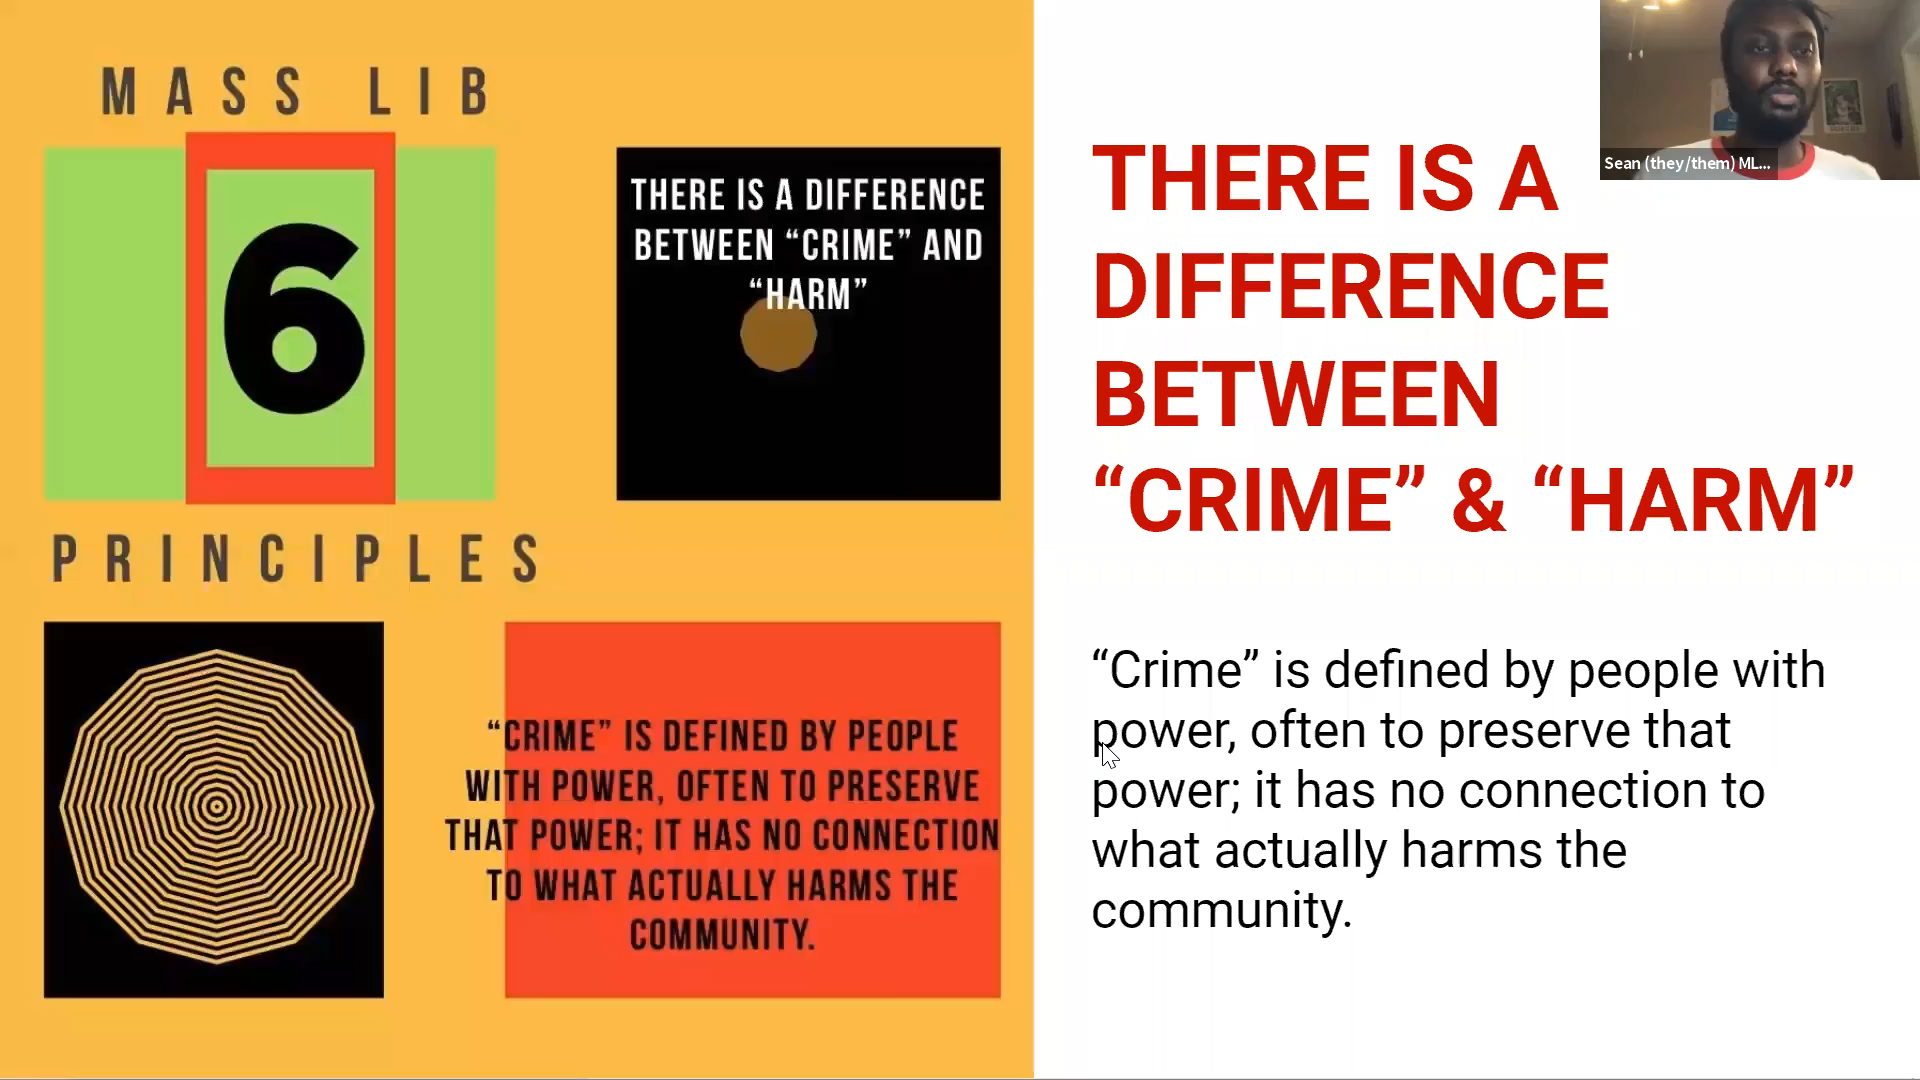 MASS LIB
6
PRINCIPLES
THERE IS A DIFFERENCE
BETWEEN “CRIME” AND
“HARM”
“CRIME” IS DEFINED BY PEOPLE
WITH POWER, OFTEN TO PRESERVE
THAT POWER; IT HAS NO CONNECTION
TO WHAT ACTUALLY HARMS THE
COMMUNITY.
THERE IS A
DIFFERENCE
BETWEEN
“CRIME” & “HARM”
“Crime” is defined by people with
power, often to preserve that
power; it has no connection to
what actually harms the
community.
Sean (they/them) ML...